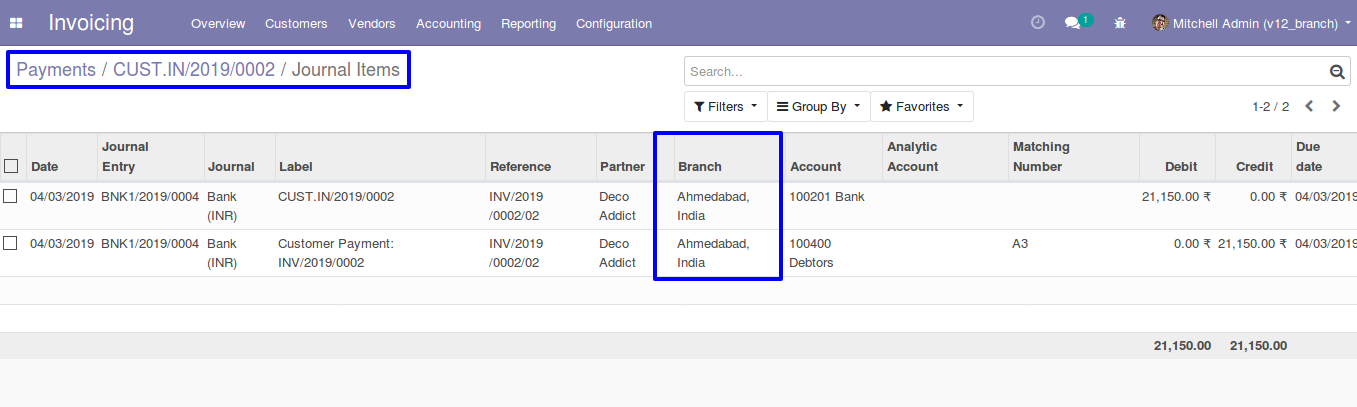 Invoicing Overview Customers Vendors Accounting Reporting Configuration 1 Mitchell Admin (v12_branch)
Payments / CUST.IN/2019/0002 / Journal Items
Search...
Filters Group By Favorites 1-2 / 2
Journal Analytic Matching Due
Date Entry Journal Label Reference Partner Branch Account Account Number Debit Credit date
04/03/2019 BNK1/2019/0004 Bank CUST.IN/2019/0002 INV/2019 Deco Ahmedabad, 100201 Bank 21,150.00 ₹ 0.00 ₹ 04/03/2019
(INR) /0002/02 Addict India
04/03/2019 BNK1/2019/0004 Bank Customer Payment: INV/2019 Deco Ahmedabad, 100400 A3 0.00 ₹ 21,150.00 ₹ 04/03/2019
(INR) INV/2019/0002 /0002/02 Addict India Debtors
21,150.00 21,150.00